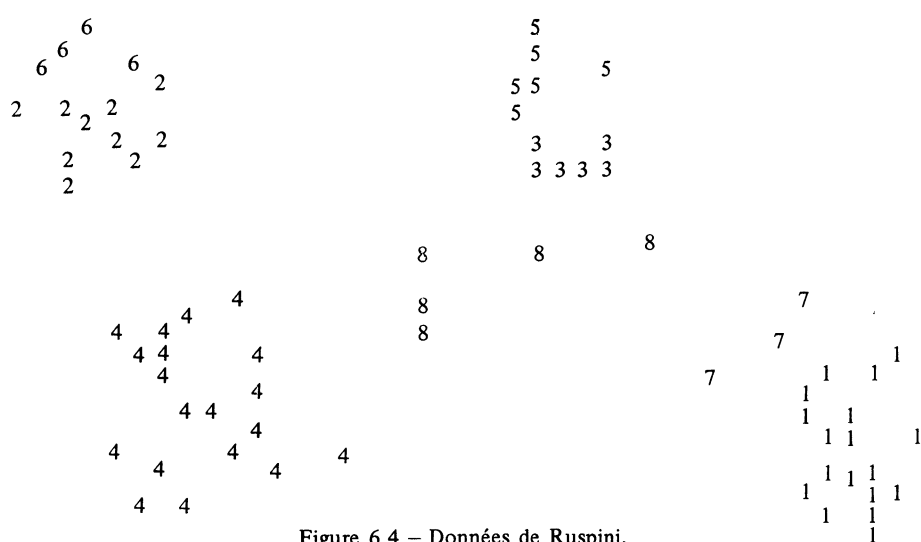 6 5
6 5
6 6 5
2 5 5
2 2 2 5
2
2 2 3 3
2 2 3 3 3 3
2
8
8 8
4 8 7
4
4 4 8 7
4 4 4 1
4 7 1 1
4 1
4 4 1 1
4 1 1 1
4 4 4
4 4 1 1 1
1 1 1
4 4 1 1
Figure 6.4 – Données de Ruspini. 1